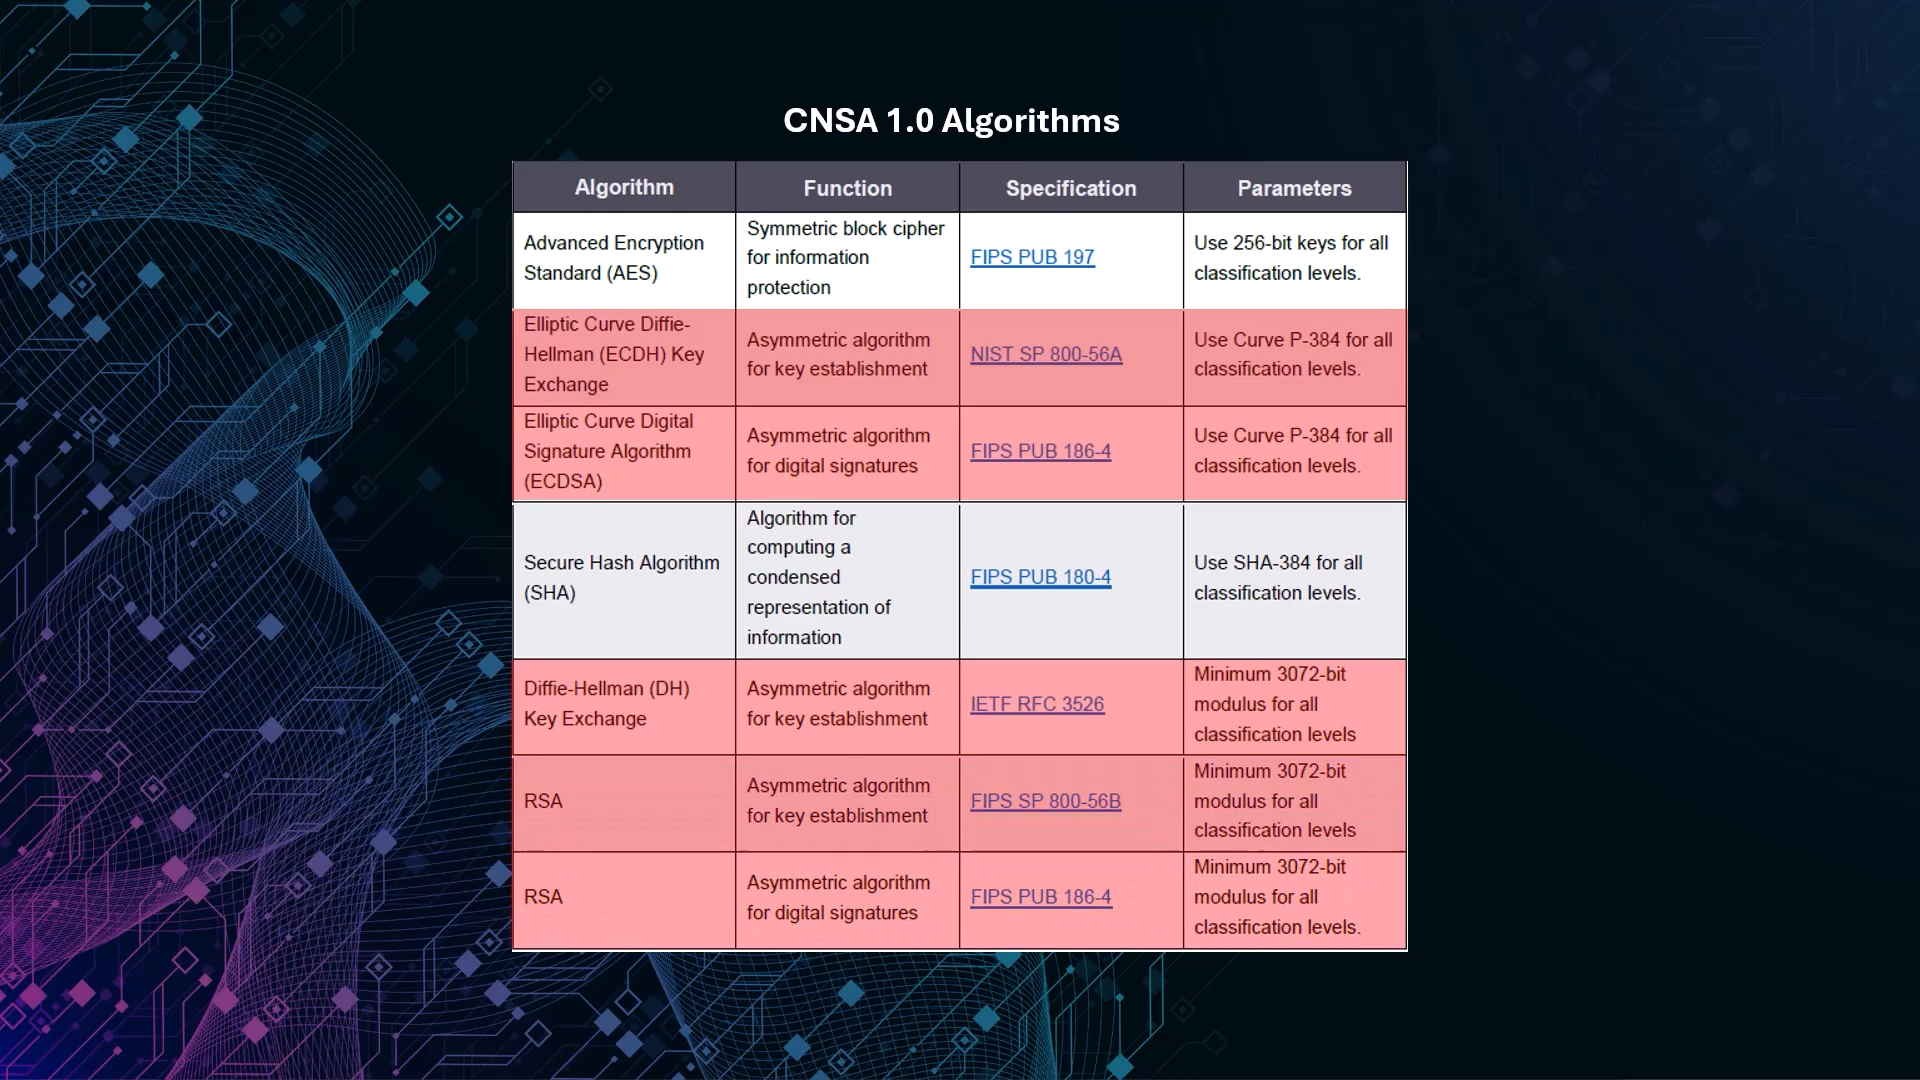 CNSA 1.0 Algorithms
Algorithm
Function
Specification
Parameters
Advanced Encryption
Standard (AES)
Symmetric block cipher
for information
protection
FIPS PUB 197
Use 256-bit keys for all
classification levels.
Elliptic Curve Diffie-
Hellman (ECDH) Key
Exchange
Asymmetric algorithm
for key establishment
NIST SP 800-56A
Use Curve P-384 for all
classification levels.
Elliptic Curve Digital
Signature Algorithm
(ECDSA)
Asymmetric algorithm
for digital signatures
FIPS PUB 186-4
Use Curve P-384 for all
classification levels.
Secure Hash Algorithm
(SHA)
Algorithm for
computing a
condensed
representation of
information
FIPS PUB 180-4
Use SHA-384 for all
classification levels.
Diffie-Hellman (DH)
Key Exchange
Asymmetric algorithm
for key establishment
IETF RFC 3526
Minimum 3072-bit
modulus for all
classification levels
RSA
Asymmetric algorithm
for key establishment
FIPS SP 800-56B
Minimum 3072-bit
modulus for all
classification levels
RSA
Asymmetric algorithm
for digital signatures
FIPS PUB 186-4
Minimum 3072-bit
modulus for all
classification levels.